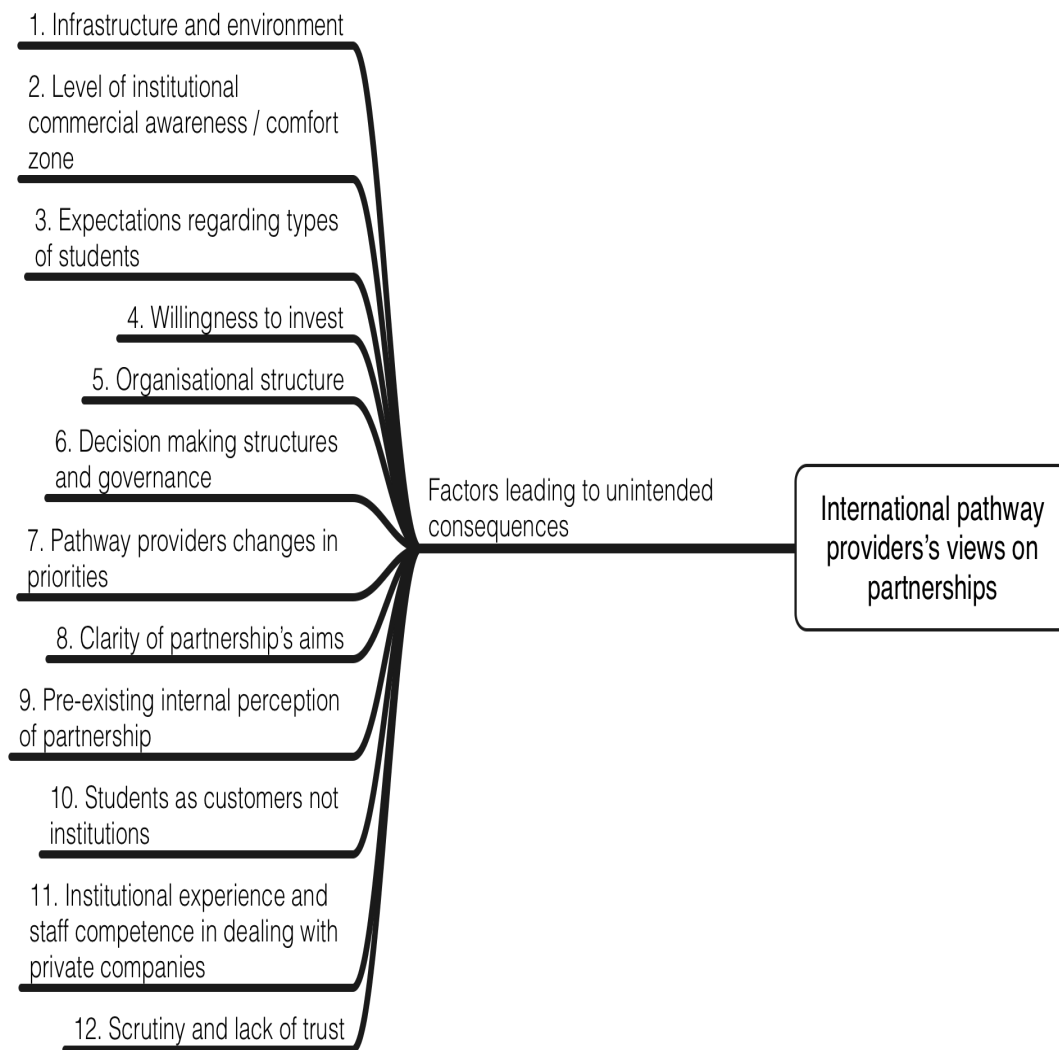 1. Infrastructure and environment
2. Level of institutional
commercial awareness / comfort
zone
3. Expectations regarding types
of students
4. Willingness to invest
5. Organisational structure
6. Decision making structures
and governance
7. Pathway providers changes in
priorities
8. Clarity of partnership's aims
9. Pre-existing internal perception
of partnership
10. Students as customers not
institutions
11. Institutional experience and
staff competence in dealing with
private companies
12. Scrutiny and lack of trust
Factors leading to unintended
consequences
International pathway
providers's views on
partnerships